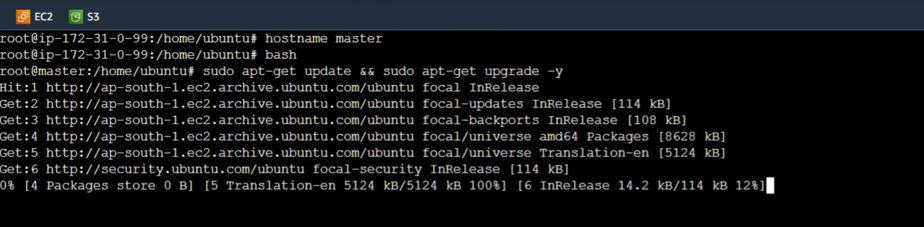 EC2 S3
root@ip-172-31-0-99:/home/ubuntu# hostname master
root@ip-172-31-0-99:/home/ubuntu# bash
root@master:/home/ubuntu# sudo apt-get update && sudo apt-get upgrade -y
Hit:1 http://ap-south-1.ec2.archive.ubuntu.com/ubuntu focal InRelease
Get:2 http://ap-south-1.ec2.archive.ubuntu.com/ubuntu focal-updates InRelease [114 kB]
Get:3 http://ap-south-1.ec2.archive.ubuntu.com/ubuntu focal-backports InRelease [108 kB]
Get:4 http://ap-south-1.ec2.archive.ubuntu.com/ubuntu focal/universe amd64 Packages [8628 kB]
Get:5 http://ap-south-1.ec2.archive.ubuntu.com/ubuntu focal/universe Translation-en [5124 kB]
Get:6 http://security.ubuntu.com/ubuntu focal-security InRelease [114 kB]
0% [4 Packages store 0 B] [5 Translation-en 5124 kB/5124 kB 100%] [6 InRelease 14.2 kB/114 kB 12%]